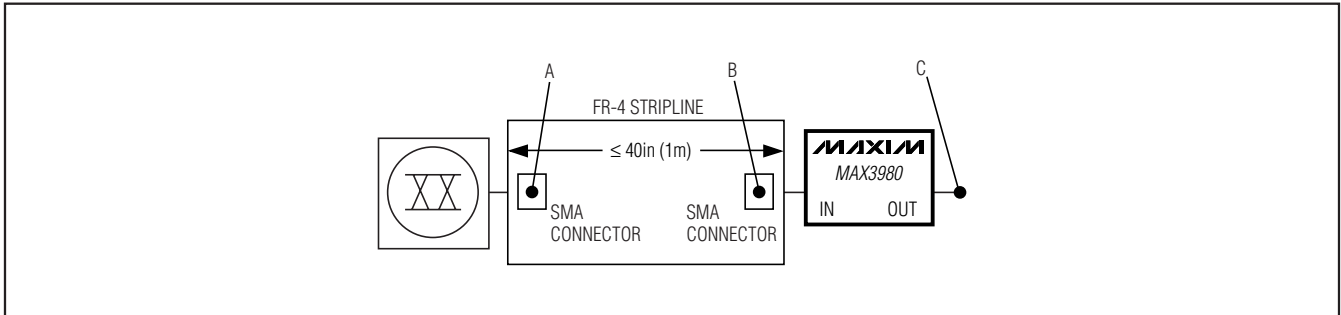 A
B
C
FR-4 STRIPLINE
≤ 40in (1m)
SMA
CONNECTOR
SMA
CONNECTOR
MAXIM
MAX3980
IN
OUT